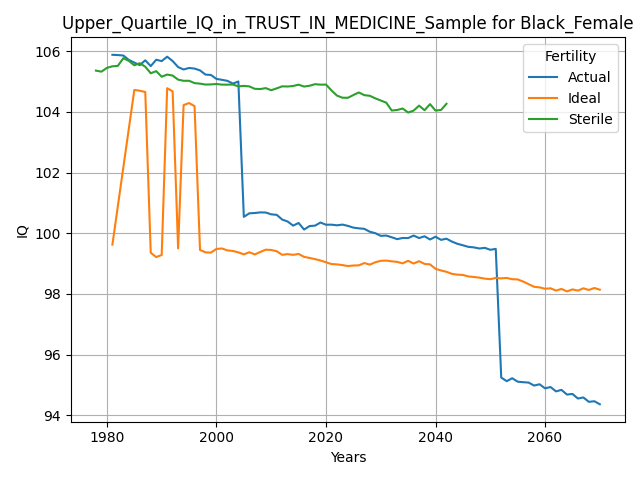 Upper_Quartile_IQ_in_TRUST_IN_MEDICINE_Sample for Black_Female
Fertility
Actual
Ideal
Sterile
IQ
106
104
102
100
98
96
94
1980
2000
2020
2040
2060
Years